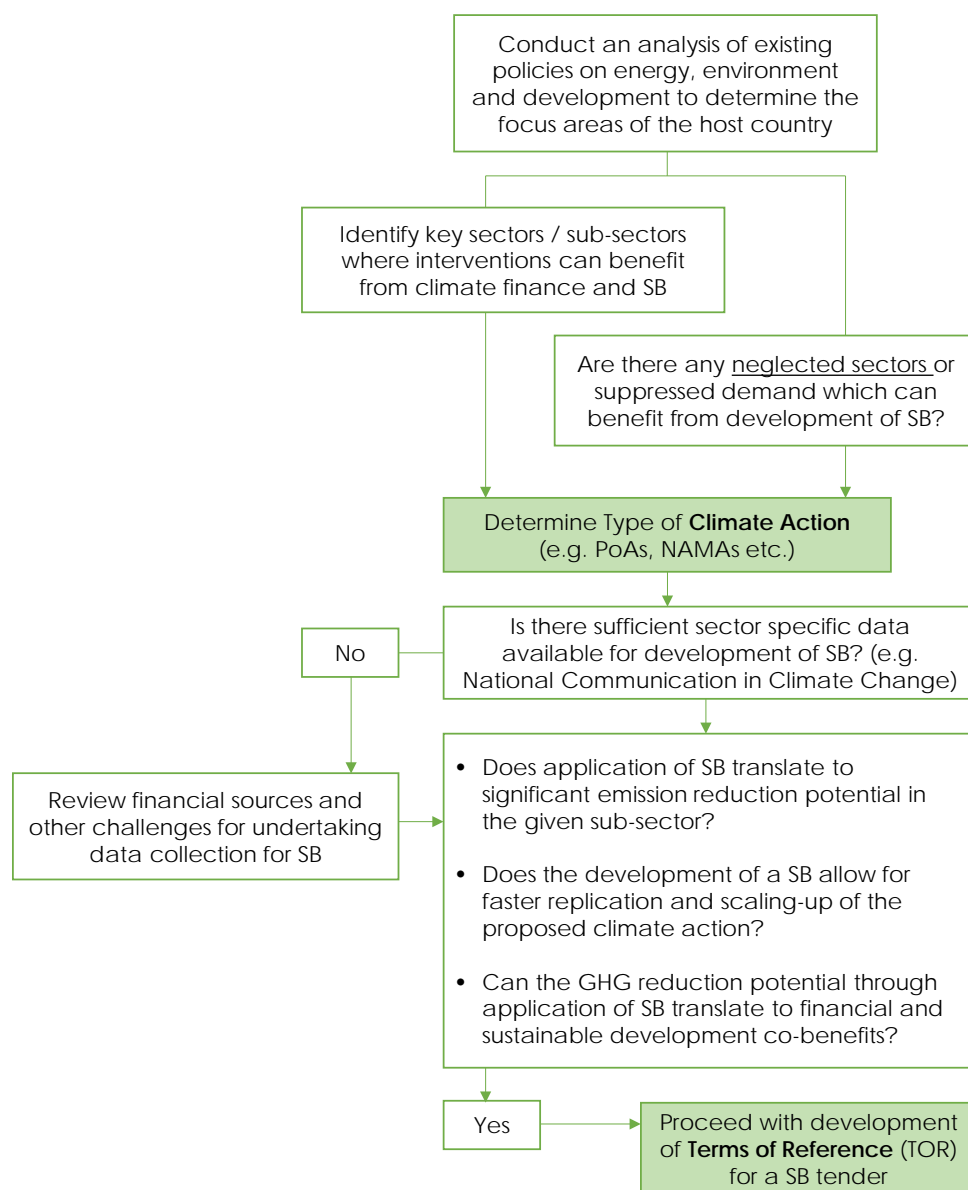 Conduct an analysis of existing
policies on energy, environment
and development to determine the
focus areas of the host country
Identify key sectors / sub-sectors
where interventions can benefit
from climate finance and SB
Are there any neglected sectors or
suppressed demand which can
benefit from development of SB?
Determine Type of Climate Action
(e.g. PoAs, NAMAs etc.)
No
Is there sufficient sector specific data
available for development of SB? (e.g.
National Communication in Climate Change)
Review financial sources and
other challenges for undertaking
data collection for SB
• Does application of SB translate to
significant emission reduction potential in
the given sub-sector?
• Does the development of a SB allow for
faster replication and scaling-up of the
proposed climate action?
• Can the GHG reduction potential through
application of SB translate to financial and
sustainable development co-benefits?
Yes
Proceed with development
of Terms of Reference (TOR)
for a SB tender